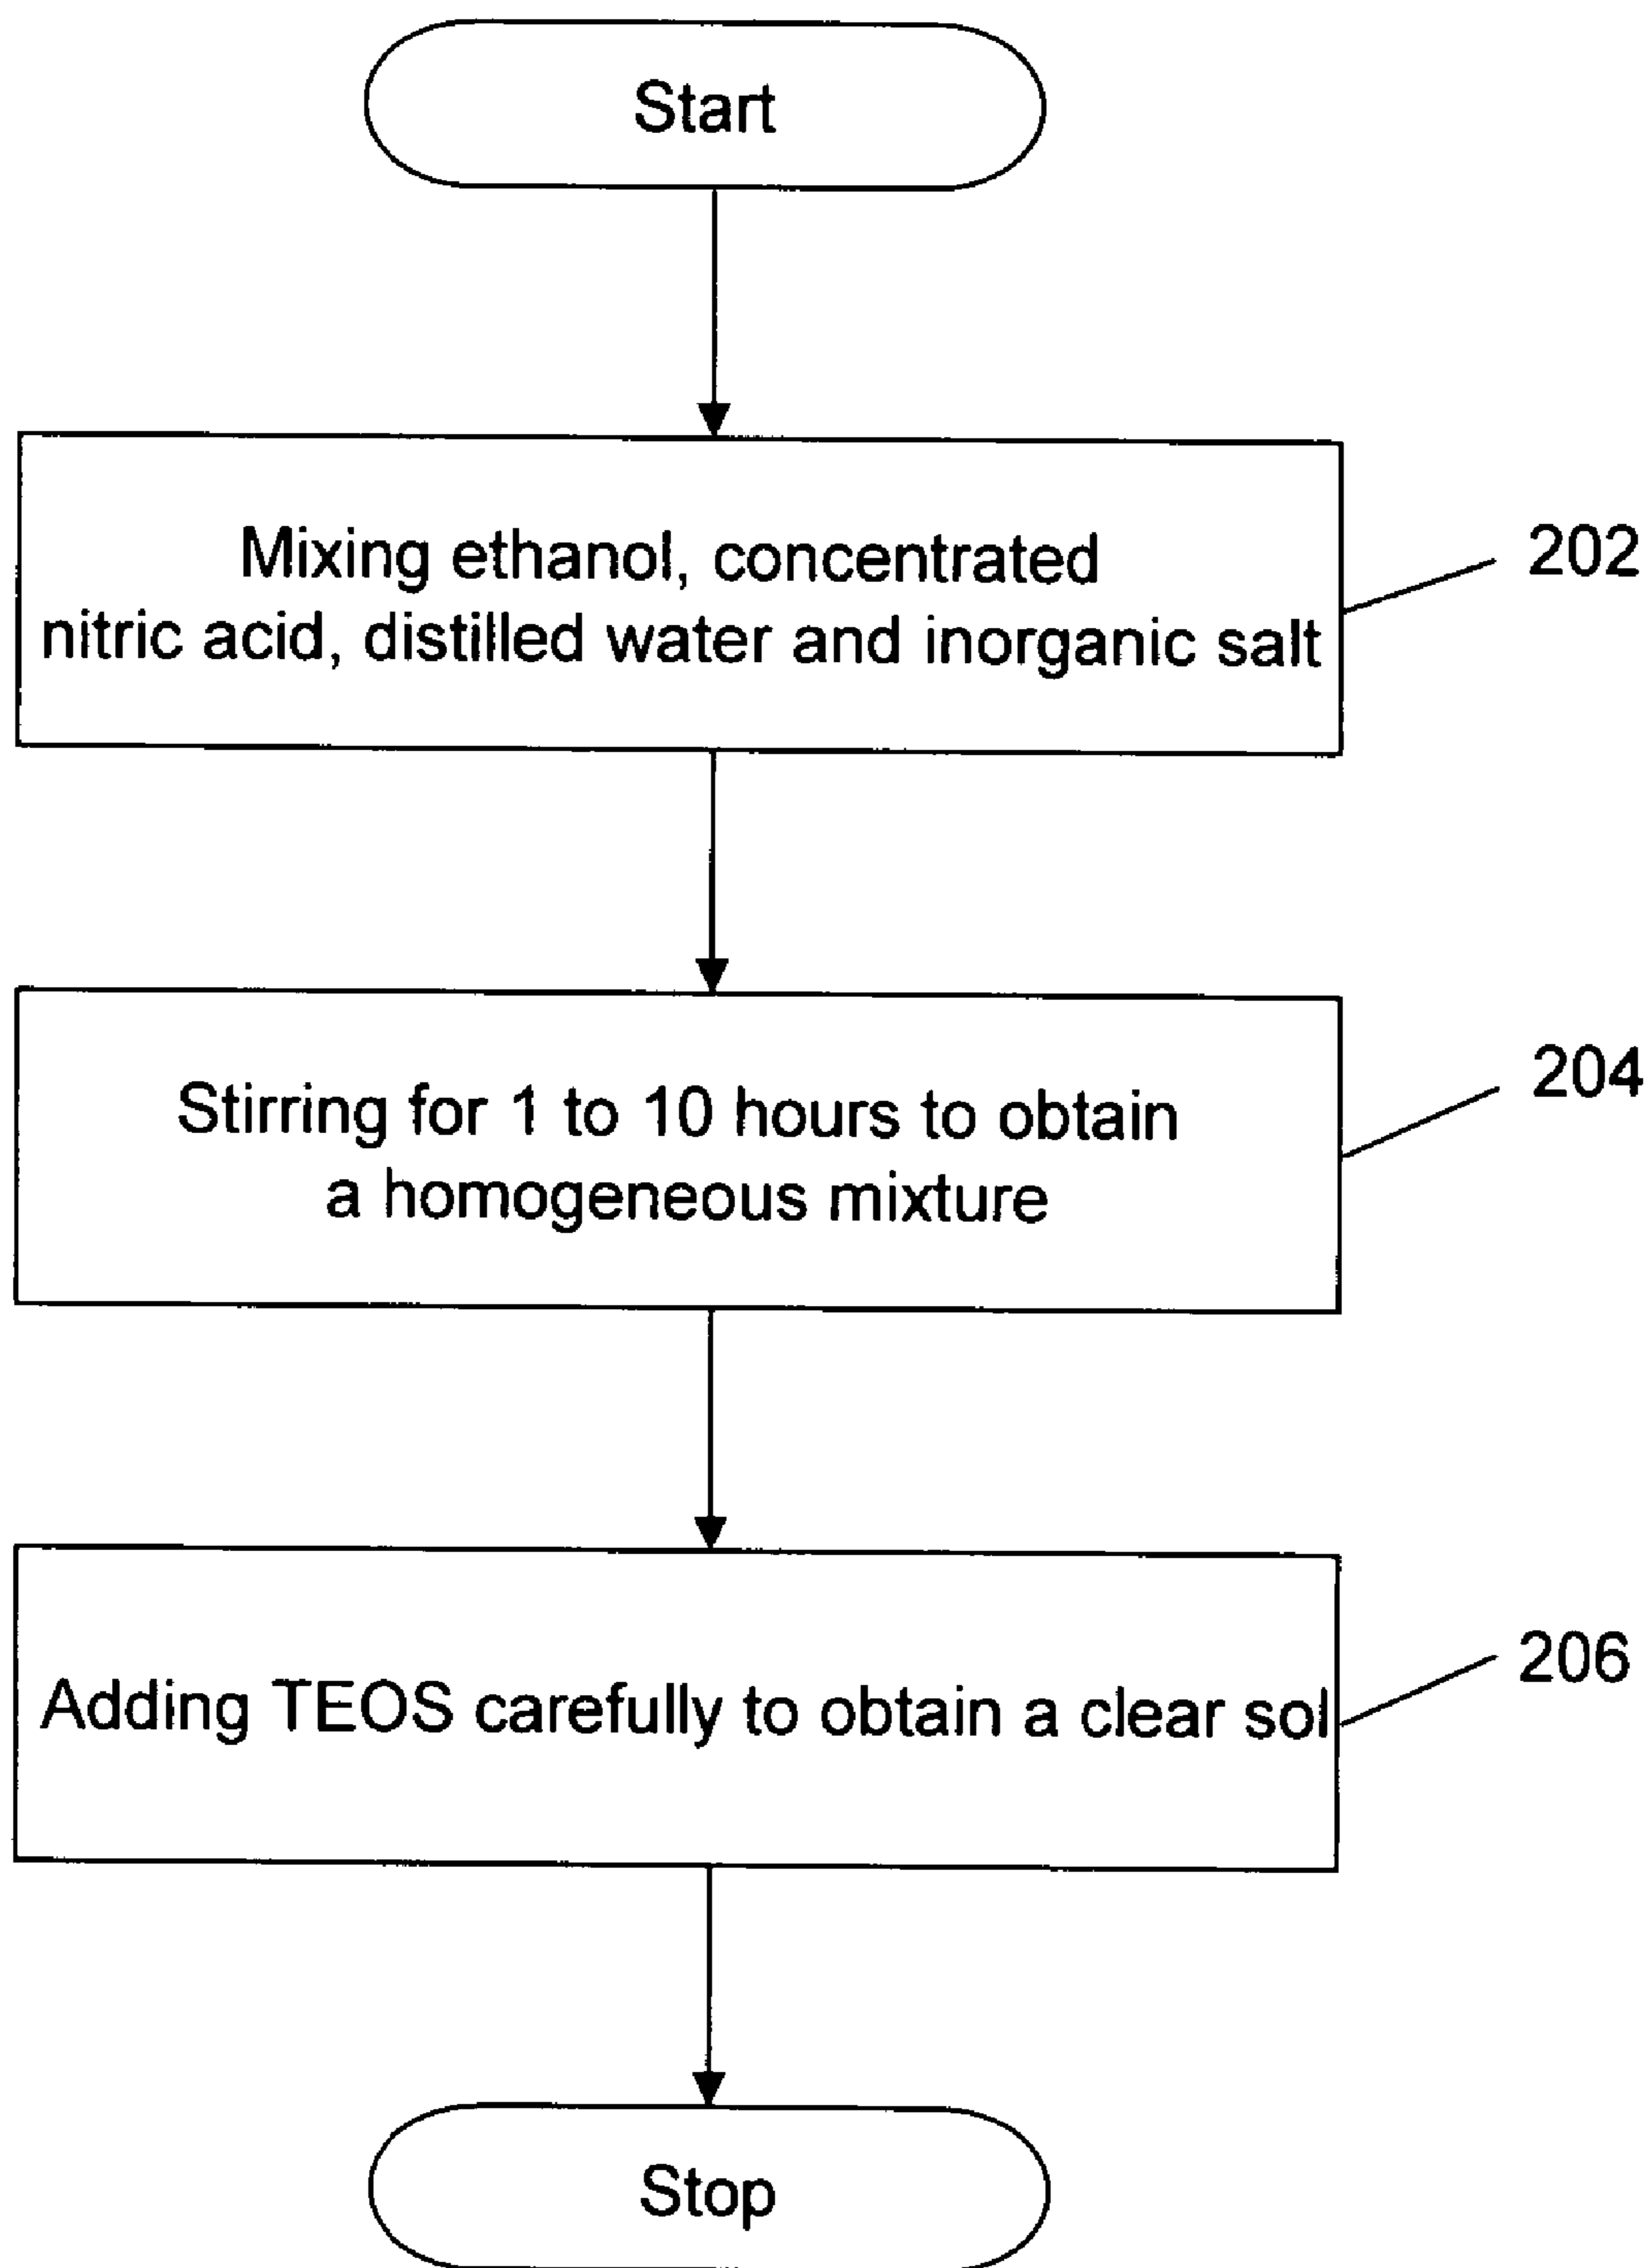 Start
Mixing ethanol, concentrated
nitric acid, distilled water and inorganic salt
202
Stirring for 1 to 10 hours to obtain
a homogeneous mixture
204
Adding TEOS carefully to obtain a clear sol
206
Stop